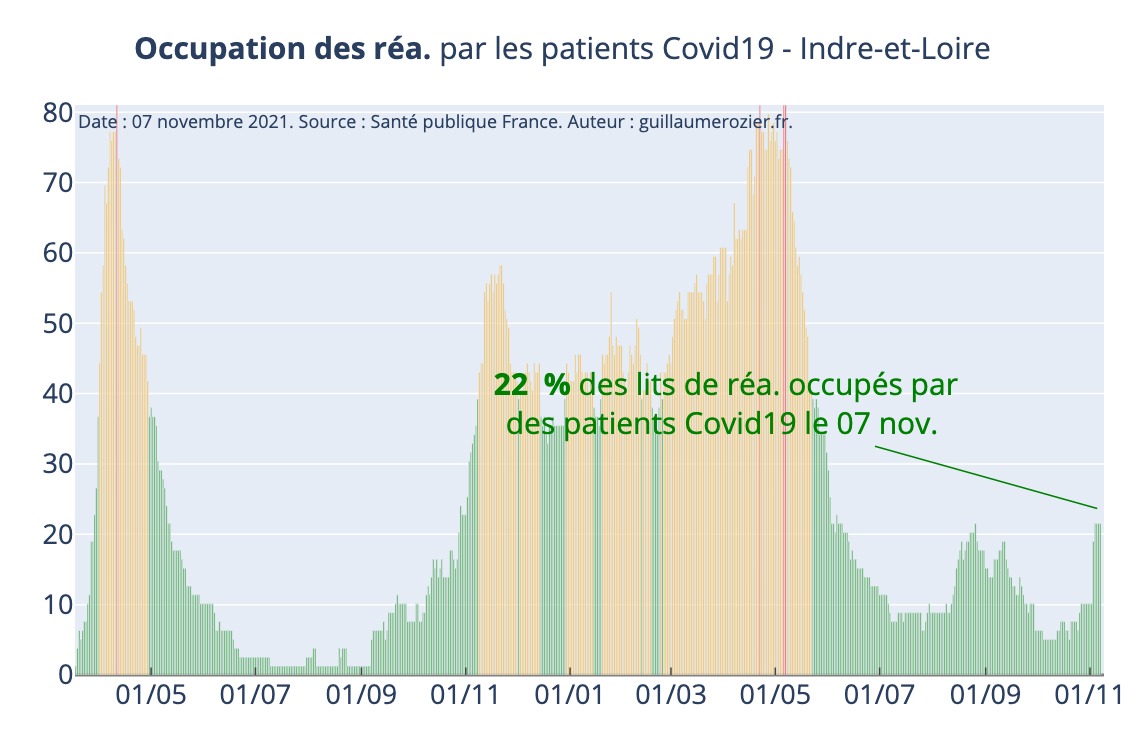 Occupation des réa. par les patients Covid19 - Indre-et-Loire
80
Date : 07 novembre 2021. Source : Santé publique France. Auteur : guillaumerozier.fr.
70
60
50
40
22 % des lits de réa. occupés par
des patients Covid19 le 07 nov.
30
20
10
0
01/05 01/07 01/09 01/11 01/01 01/03 01/05 01/07 01/09 01/11